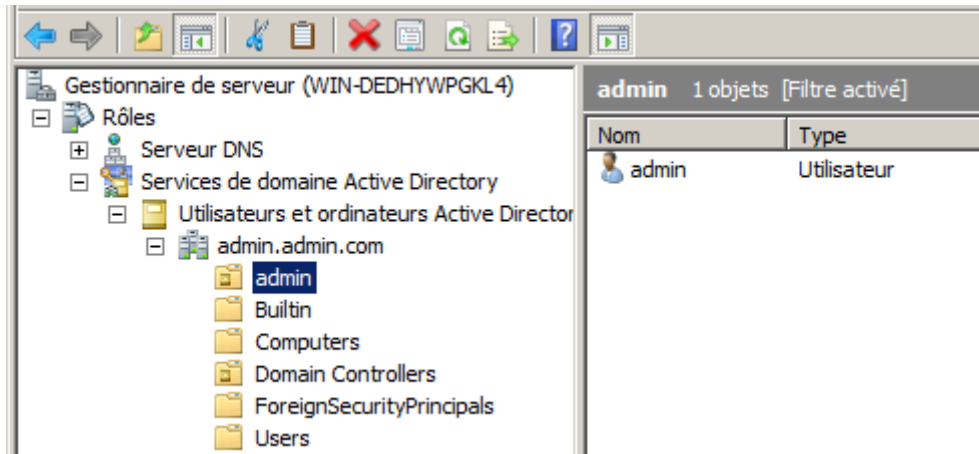 Gestionnaire de serveur (WIN-DEDHYWPGKL4)
Rôles
Serveur DNS
Services de domaine Active Directory
Utilisateurs et ordinateurs Active Director
admin.admin.com
admin
Builtin
Computers
Domain Controllers
ForeignSecurityPrincipals
Users
admin 1 objets [Filtre activé]
Nom Type
admin Utilisateur